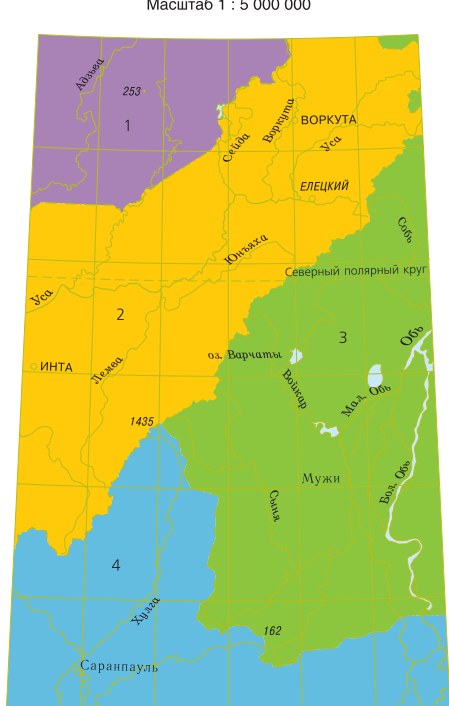 Масштаб 1 : 5 000 000
Адзьва
253
1
Сейда
Воркута
ВОРКУТА
Уса
ЕЛЕЦКИЙ
Собь
Юнъяха
Северный полярный круг
Уса
2
3
Обь
оз. Варчаты
ИНТА
Лемва
Войкар
Мал. Обь
1435
Мужи
Бол. Обь
Сыня
4
Хулга
162
Саранпауль